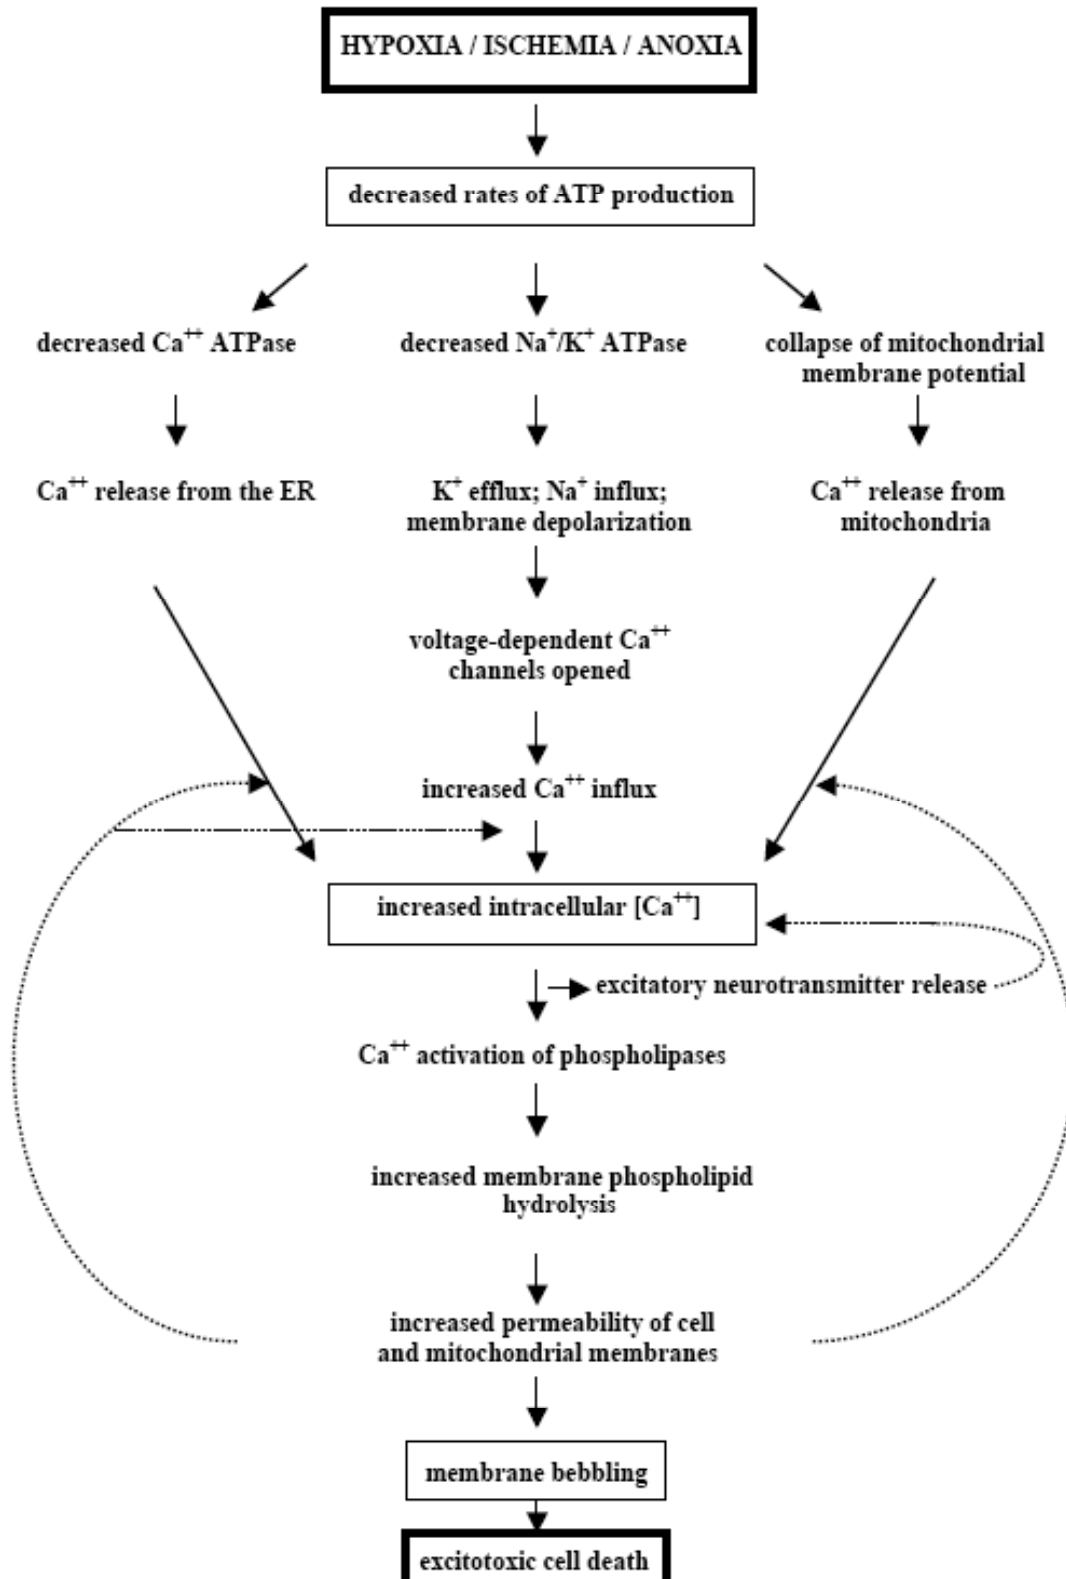 HYPOXIA / ISCHEMIA / ANOXIA
decreased rates of ATP production
decreased Ca⁺⁺ ATPase
decreased Na⁺/K⁺ ATPase
collapse of mitochondrial
membrane potential
Ca⁺⁺ release from the ER
K⁺ efflux; Na⁺ influx;
membrane depolarization
Ca⁺⁺ release from
mitochondria
voltage-dependent Ca⁺⁺
channels opened
increased Ca⁺⁺ influx
increased intracellular [Ca⁺⁺]
excitatory neurotransmitter release
Ca⁺⁺ activation of phospholipases
increased membrane phospholipid
hydrolysis
increased permeability of cell
and mitochondrial membranes
membrane bebbling
excitotoxic cell death